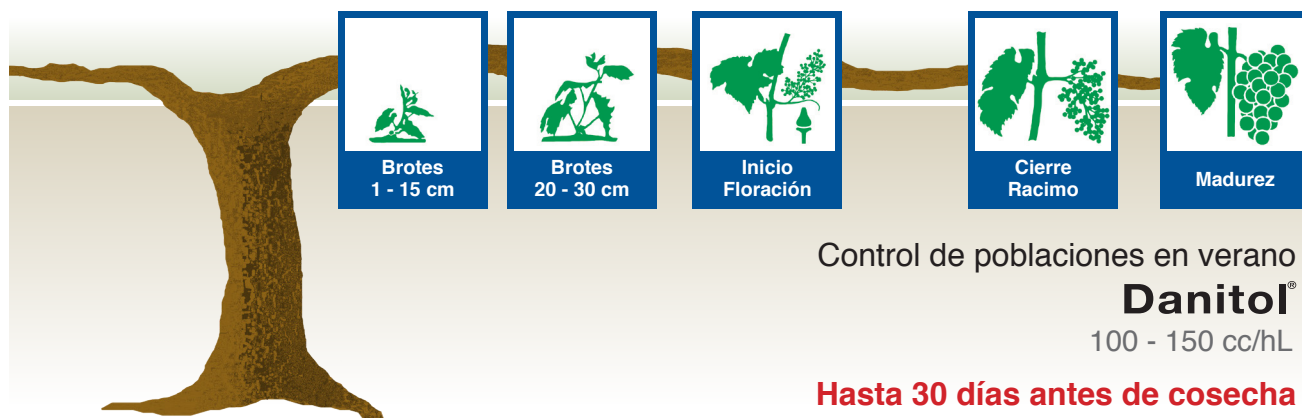 Brotes
1 - 15 cm
Brotes
20 - 30 cm
Inicio
Floración
Cierre
Racimo
Madurez
Control de poblaciones en verano
Danitol®
100 - 150 cc/hL
Hasta 30 días antes de cosecha